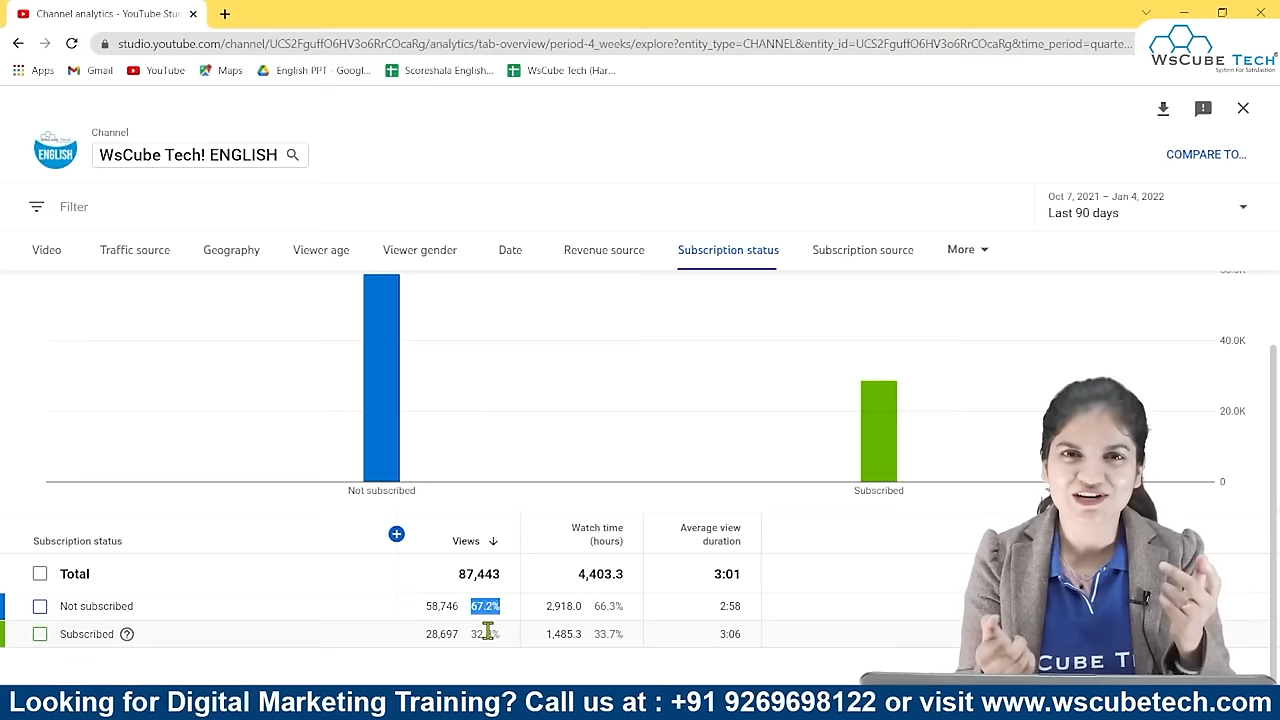 Channel analytics - YouTube Stu
studio.youtube.com/channel/UCS2FguffO6HV3o6RrCOcaRg/analytics/tab-overview/period-4_weeks/explore?entity_type=CHANNEL&entity_id=UCS2FguffO6HV3o6RrCOcaRg&time_period=quarte...
WSCUBE TECH®
System For Satisfaction
Apps Gmail YouTube Maps English PPT - Googl... Scoreshala English... WsCube Tech (Har...
Channel
ENGLISH
WsCube Tech! ENGLISH
COMPARE TO...
Filter
Oct 7, 2021 – Jan 4, 2022
Last 90 days
Video Traffic source Geography Viewer age Viewer gender Date Revenue source Subscription status Subscription source More
40.0K
20.0K
0
Not subscribed Subscribed
Subscription status Views Watch time (hours) Average view duration
Total 87,443 4,403.3 3:01
Not subscribed 58,746 67.2% 2,918.0 66.3% 2:58
Subscribed 28,697 1,485.3 33.7% 3:06
CUBE T
Looking for Digital Marketing Training? Call us at : +91 9269698122 or visit www.wscubetech.com